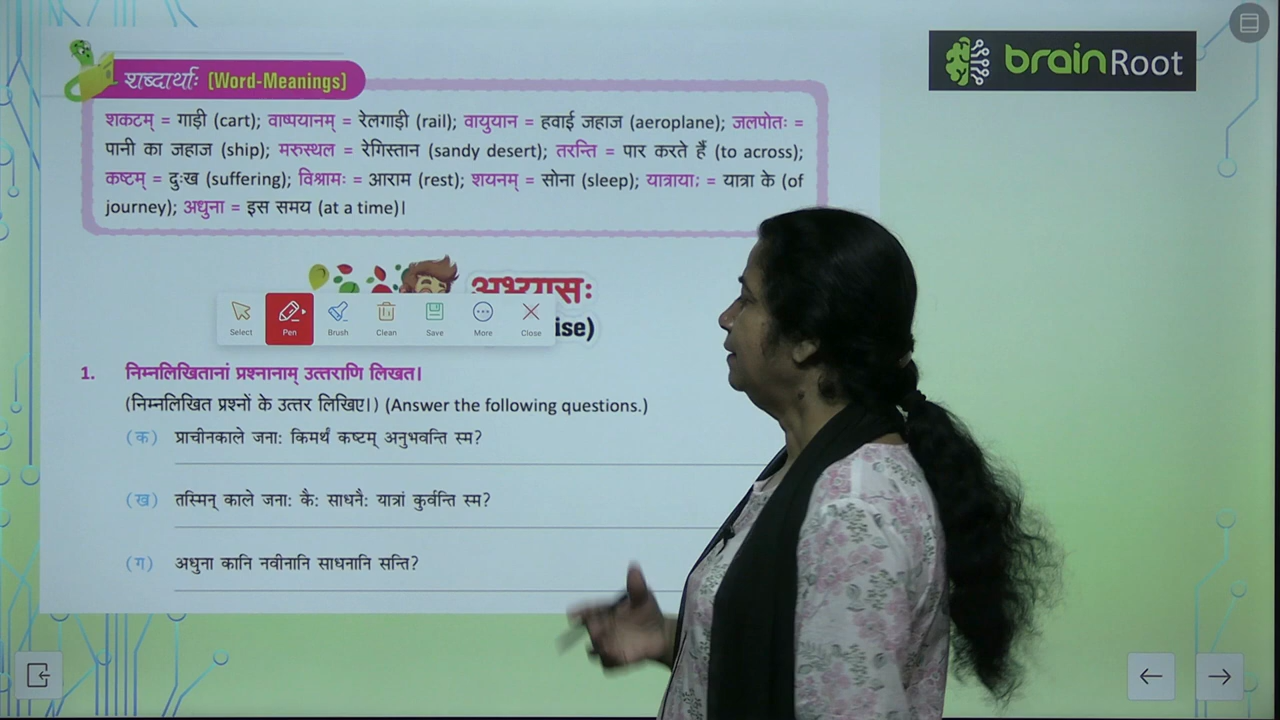 brainRoot
शब्दार्थाः (Word-Meanings)
शकटम् = गाड़ी (cart); वाष्पयानम् = रेलगाड़ी (rail); वायुयान = हवाई जहाज (aeroplane); जलपोतः =
पानी का जहाज (ship); मरुस्थल = रेगिस्तान (sandy desert); तरन्ति = पार करते हैं (to across);
कष्टम् = दुःख (suffering); विश्रामः = आराम (rest); शयनम् = सोना (sleep); यात्रायाः = यात्रा के (of
journey); अधुना = इस समय (at a time)।
अभ्यासः
ise)
Select Pen Brush Clean Save More Close
1. निम्नलिखितानां प्रश्नानाम् उत्तराणि लिखत।
(निम्नलिखित प्रश्नों के उत्तर लिखिए।) (Answer the following questions.)
(क) प्राचीनकाले जनाः किमर्थं कष्टम् अनुभवन्ति स्म?
(ख) तस्मिन् काले जनाः कैः साधनैः यात्रां कुर्वन्ति स्म?
(ग) अधुना कानि नवीनानि साधनानि सन्ति?